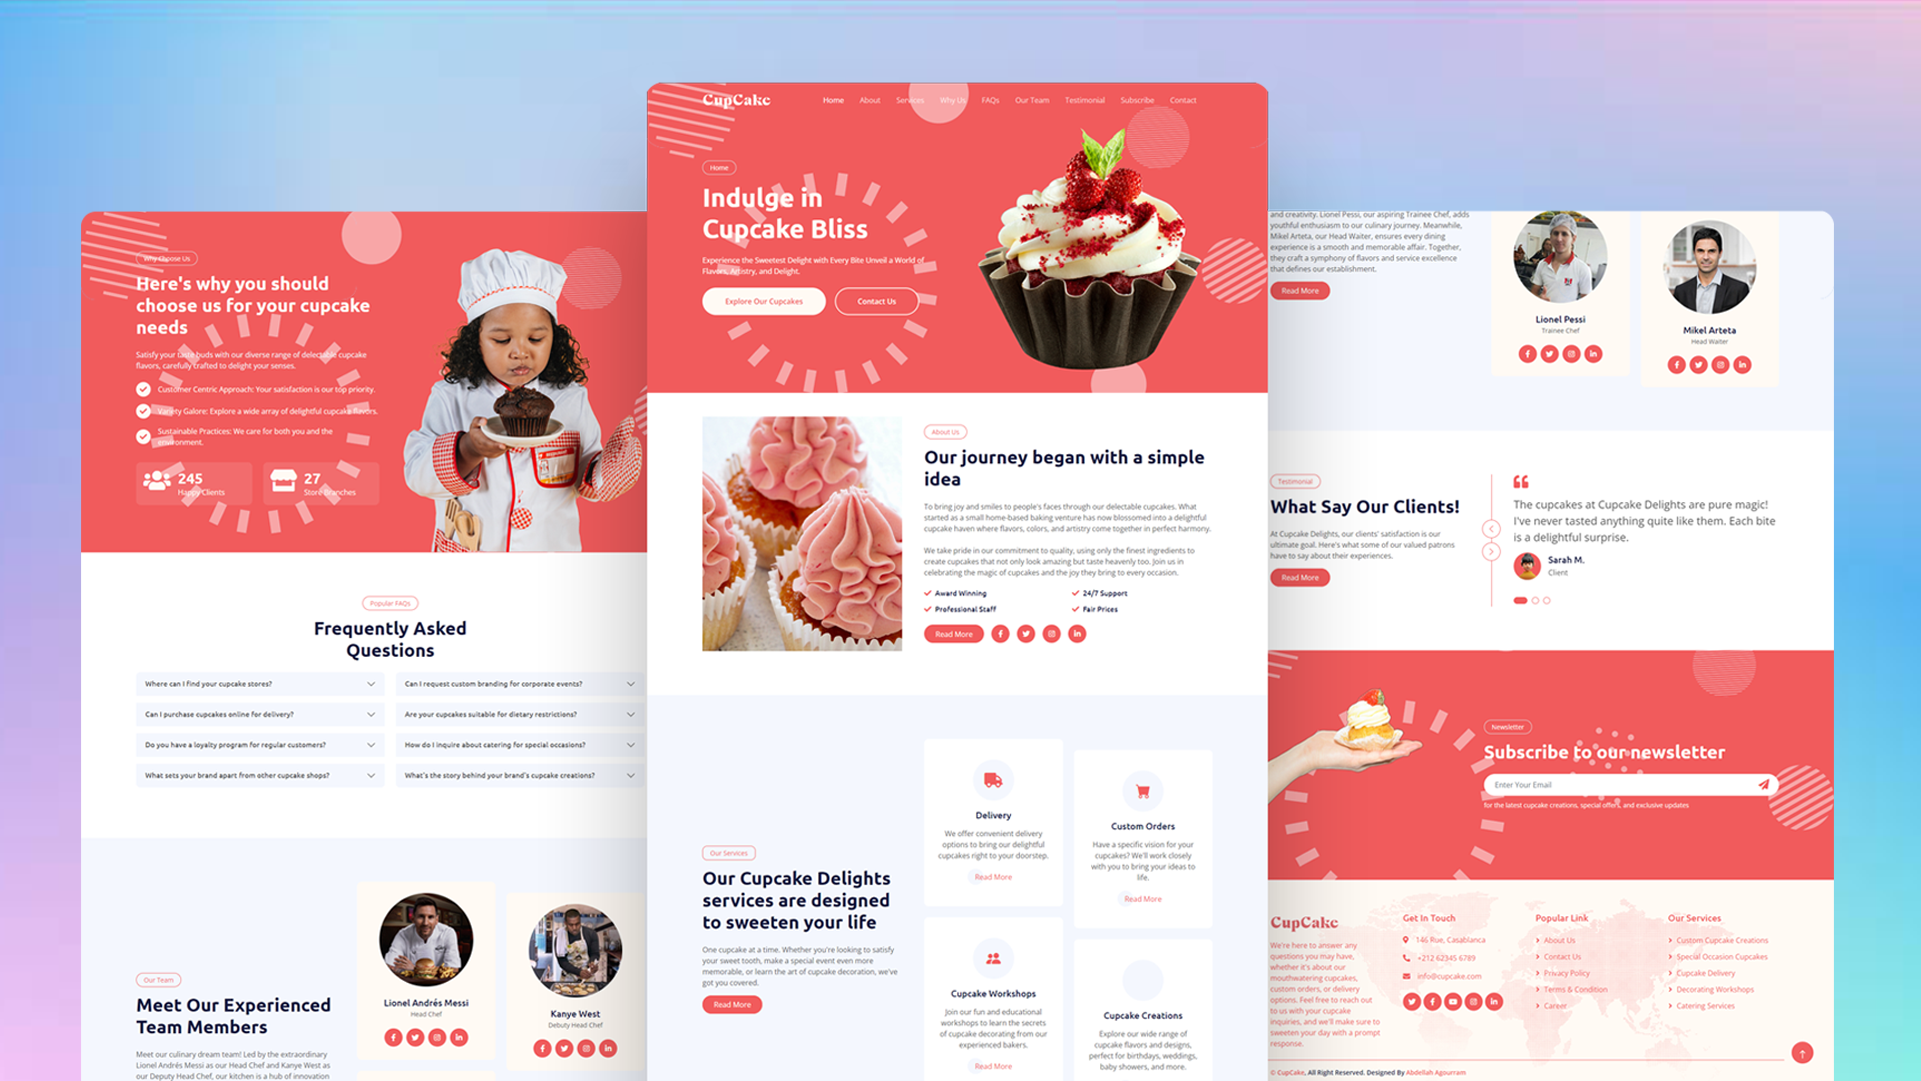 Why Choose Us
Here's why you should
choose us for your cupcake
needs
Satisfy your taste buds with our diverse range of delectable cupcake
flavors, carefully crafted to delight your senses.
Customer Centric Approach: Your satisfaction is our top priority.
Variety Galore: Explore a wide array of delightful cupcake flavors.
Sustainable Practices: We care for both you and the
environment.
245
Happy Clients
27
Store Branches
Popular FAQs
Frequently Asked
Questions
Where can I find your cupcake stores?
Can I request custom branding for corporate events?
Can I purchase cupcakes online for delivery?
Are your cupcakes suitable for dietary restrictions?
Do you have a loyalty program for regular customers?
How do I inquire about catering for special occasions?
What sets your brand apart from other cupcake shops?
What's the story behind your brand's cupcake creations?
Our Team
Meet Our Experienced
Team Members
Meet our culinary dream team! Led by the extraordinary
Lionel Andrés Messi as our Head Chef and Kanye West as
our Deputy Head Chef, our kitchen is a hub of innovation
Lionel Andrés Messi
Head Chef
Kanye West
Debuty Head Chef
CupCake
Home About Services Why Us FAQs Our Team Testimonial Subscribe Contact
Home
Indulge in
Cupcake Bliss
Experience the Sweetest Delight with Every Bite Unveil a World of
Flavors, Artistry, and Delight.
Explore Our Cupcakes
Contact Us
About Us
Our journey began with a simple
idea
To bring joy and smiles to people's faces through our delectable cupcakes. What
started as a small home-based baking venture has now blossomed into a delightful
cupcake haven where flavors, colors, and artistry come together in perfect harmony.
We take pride in our commitment to quality, using only the finest ingredients to
create cupcakes that not only look amazing but taste heavenly too. Join us in
celebrating the magic of cupcakes and the joy they bring to every occasion.
Award Winning
24/7 Support
Professional Staff
Fair Prices
Read More
Our Services
Our Cupcake Delights
services are designed
to sweeten your life
One cupcake at a time. Whether you're looking to satisfy
your sweet tooth, make a special event even more
memorable, or learn the art of cupcake decoration, we've
got you covered.
Read More
Delivery
We offer convenient delivery
options to bring our delightful
cupcakes right to your doorstep.
Read More
Custom Orders
Have a specific vision for your
cupcakes? We'll work closely
with you to bring your ideas to
life.
Read More
Cupcake Workshops
Join our fun and educational
workshops to learn the secrets
of cupcake decorating from our
experienced bakers.
Read More
Cupcake Creations
Explore our wide range of
cupcake flavors and designs,
perfect for birthdays, weddings,
baby showers, and more.
and creativity. Lionel Pessi, our aspiring Trainee Chef, adds
youthful enthusiasm to our culinary journey. Meanwhile,
Mikel Arteta, our Head Waiter, ensures every dining
experience is a smooth and memorable affair. Together,
they craft a symphony of flavors and service excellence
that defines our establishment.
Read More
Lionel Pessi
Trainee Chef
Mikel Arteta
Head Waiter
Testimonial
What Say Our Clients!
At Cupcake Delights, our clients' satisfaction is our
ultimate goal. Here's what some of our valued patrons
have to say about their experiences.
Read More
The cupcakes at Cupcake Delights are pure magic!
I've never tasted anything quite like them. Each bite
is a delightful surprise.
Sarah M.
Client
Newsletter
Subscribe to our newsletter
Enter Your Email
for the latest cupcake creations, special offers, and exclusive updates
CupCake
We're here to answer any
questions you may have,
whether it's about our
mouthwatering cupcakes,
custom orders, or delivery
options. Feel free to reach out
to us with your cupcake
inquiries, and we'll make sure to
sweeten your day with a prompt
response.
Get In Touch
146 Rue, Casablanca
+212 62345 6789
info@cupcake.com
Popular Link
About Us
Contact Us
Privacy Policy
Terms & Condition
Career
Our Services
Custom Cupcake Creations
Special Occasion Cupcakes
Cupcake Delivery
Decorating Workshops
Catering Services
© CupCake, All Right Reserved. Designed By Abdellah Agourram